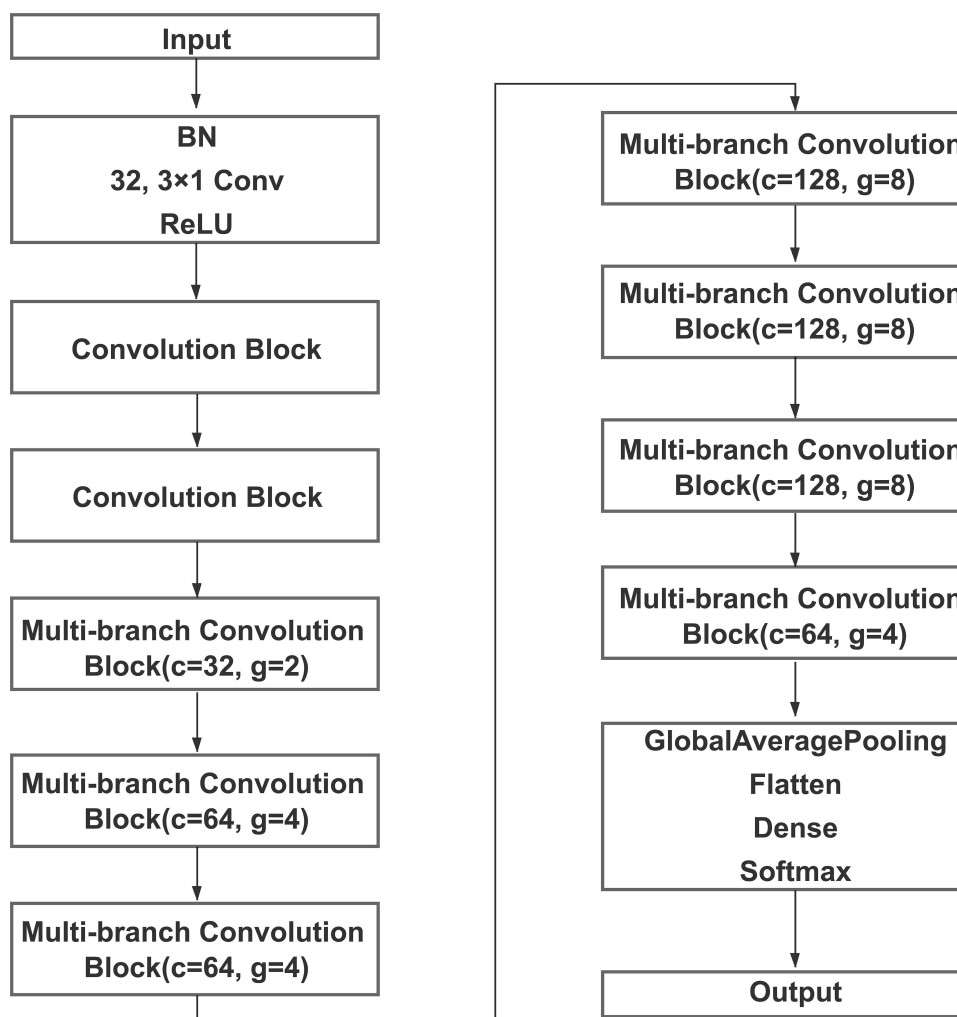 Input
BN
32, 3×1 Conv
ReLU
Convolution Block
Convolution Block
Multi-branch Convolution
Block(c=32, g=2)
Multi-branch Convolution
Block(c=64, g=4)
Multi-branch Convolution
Block(c=64, g=4)
Multi-branch Convolution
Block(c=128, g=8)
Multi-branch Convolution
Block(c=128, g=8)
Multi-branch Convolution
Block(c=128, g=8)
Multi-branch Convolution
Block(c=64, g=4)
GlobalAveragePooling
Flatten
Dense
Softmax
Output